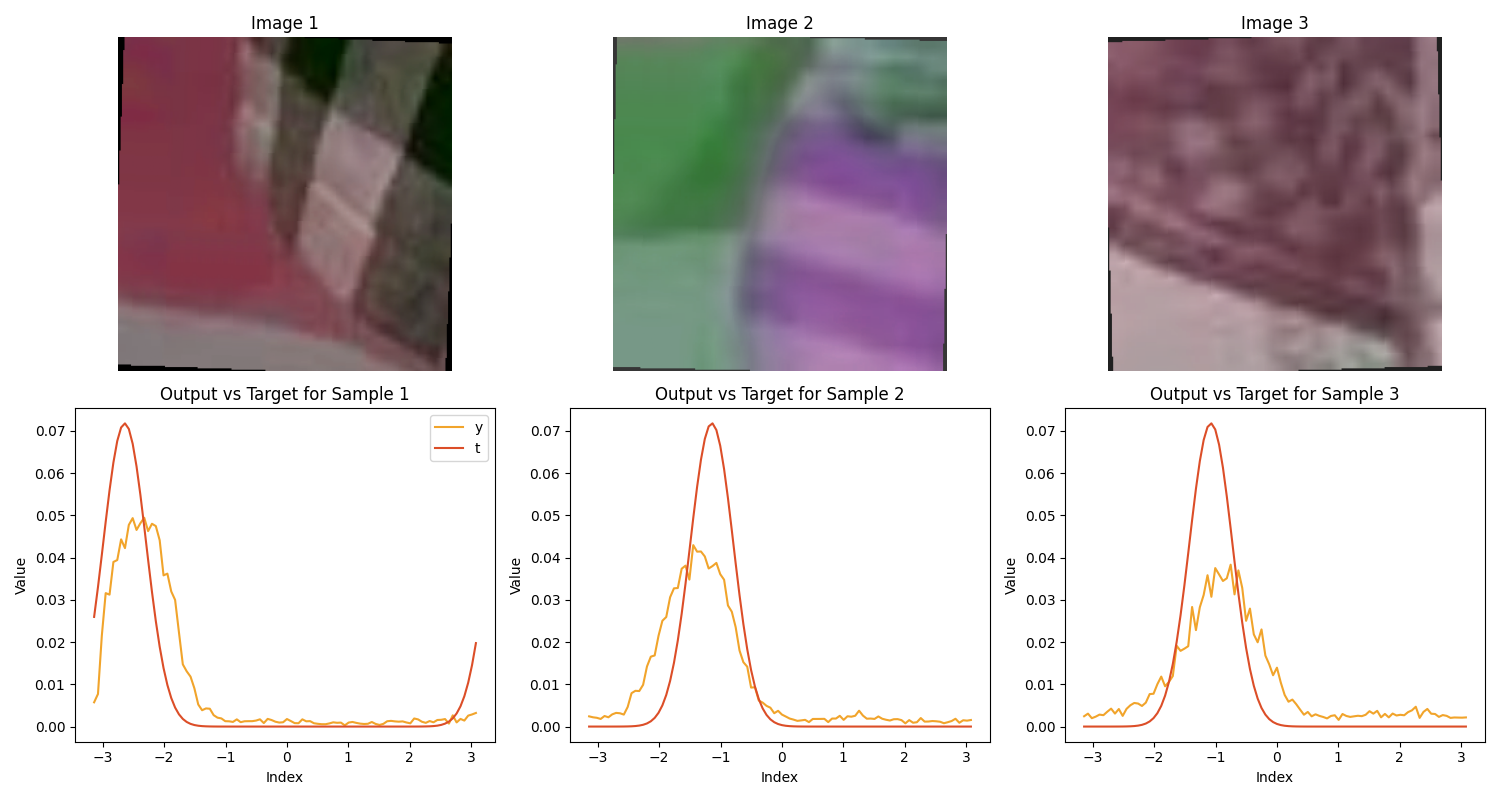 Image 1
Image 2
Image 3
Output vs Target for Sample 1
Output vs Target for Sample 2
Output vs Target for Sample 3
y
t
Value
0.07
0.06
0.05
0.04
0.03
0.02
0.01
0.00
−3 −2 −1 0 1 2 3
Index
Value
0.07
0.06
0.05
0.04
0.03
0.02
0.01
0.00
−3 −2 −1 0 1 2 3
Index
Value
0.07
0.06
0.05
0.04
0.03
0.02
0.01
0.00
−3 −2 −1 0 1 2 3
Index